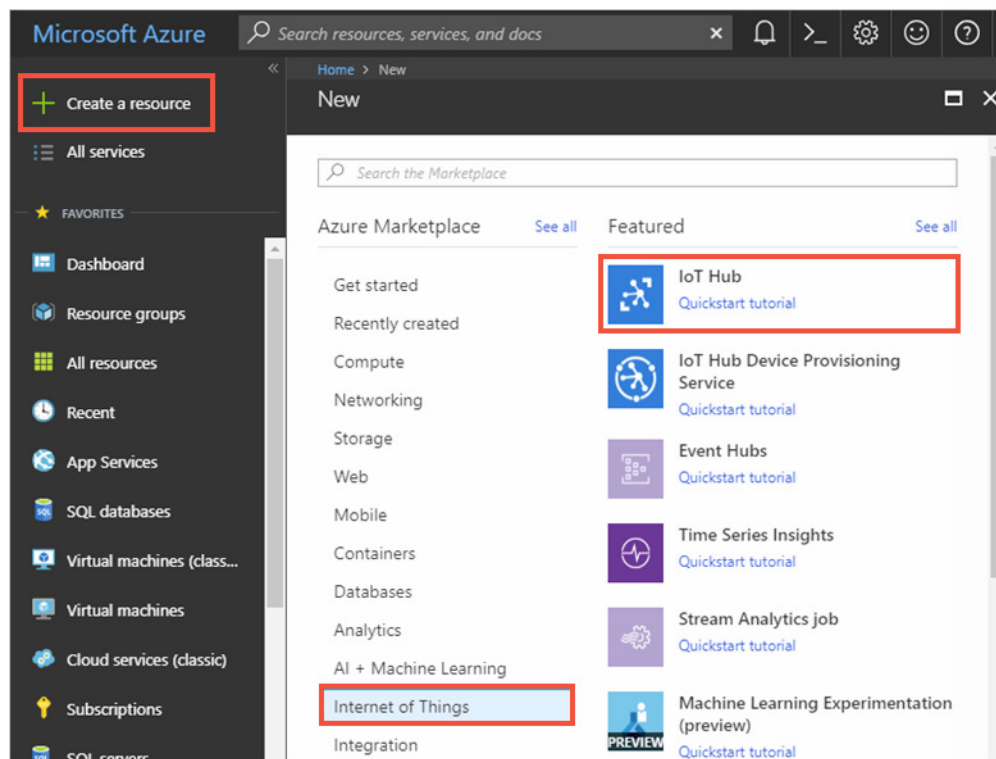 Microsoft Azure
Search resources, services, and docs
Home > New
New
Create a resource
All services
FAVORITES
Dashboard
Resource groups
All resources
Recent
App Services
SQL databases
Virtual machines (class...
Virtual machines
Cloud services (classic)
Subscriptions
SQL servers
Search the Marketplace
Azure Marketplace
See all
Get started
Recently created
Compute
Networking
Storage
Web
Mobile
Containers
Databases
Analytics
AI + Machine Learning
Internet of Things
Integration
Featured
See all
IoT Hub
Quickstart tutorial
IoT Hub Device Provisioning
Service
Quickstart tutorial
Event Hubs
Quickstart tutorial
Time Series Insights
Quickstart tutorial
Stream Analytics job
Quickstart tutorial
PREVIEW
Machine Learning Experimentation
(preview)
Quickstart tutorial